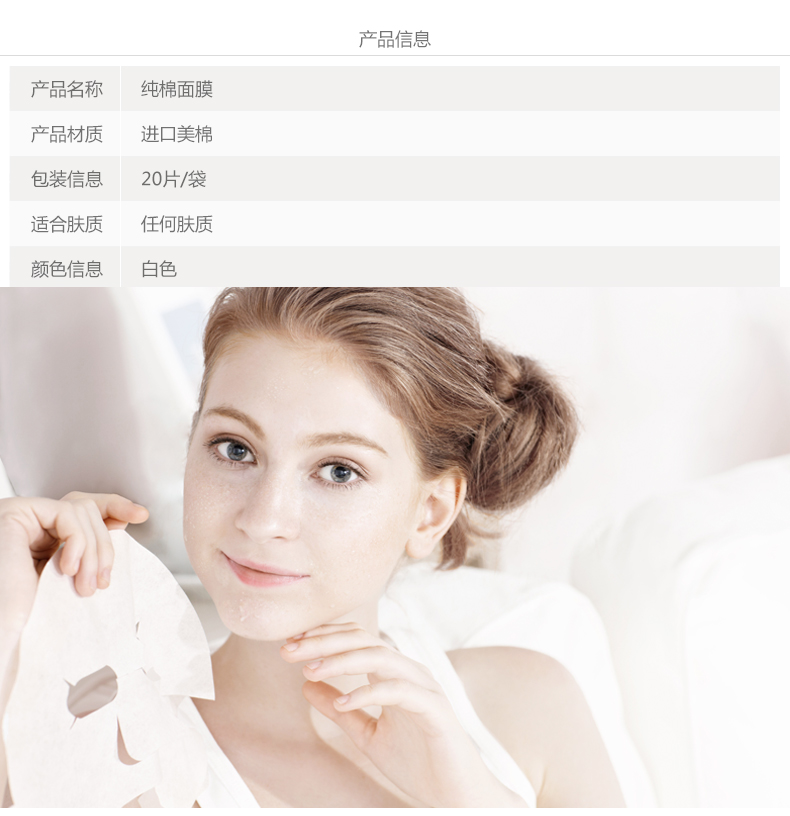 产品信息
产品名称 纯棉面膜
产品材质 进口美棉
包装信息 20片/袋
适合肤质 任何肤质
颜色信息 白色